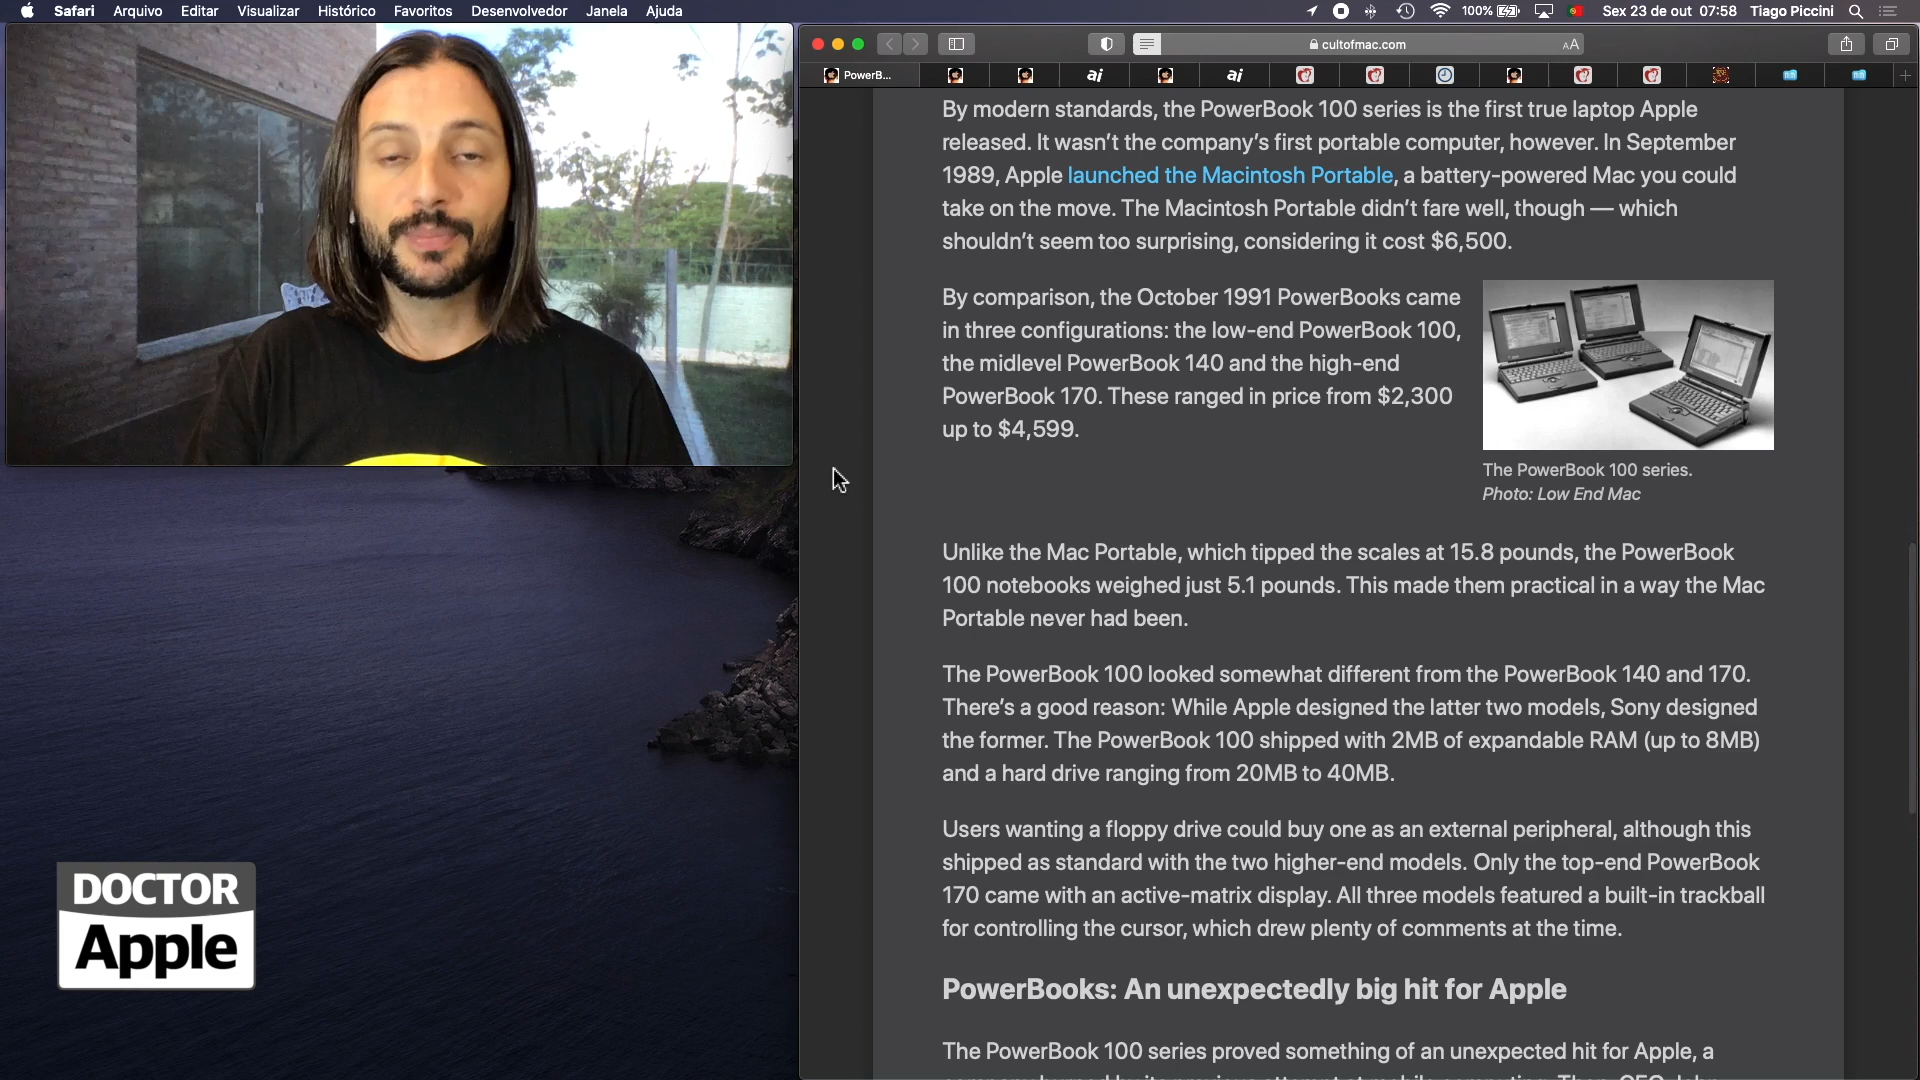 Safari Arquivo Editar Visualizar Histórico Favoritos Desenvolvedor Janela Ajuda
100% Sex 23 de out 07:58 Tiago Piccini
cultofmac.com
AA
PowerB...
ai
ai
By modern standards, the PowerBook 100 series is the first true laptop Apple
released. It wasn't the company's first portable computer, however. In September
1989, Apple launched the Macintosh Portable, a battery-powered Mac you could
take on the move. The Macintosh Portable didn't fare well, though — which
shouldn't seem too surprising, considering it cost $6,500.
By comparison, the October 1991 PowerBooks came
in three configurations: the low-end PowerBook 100,
the midlevel PowerBook 140 and the high-end
PowerBook 170. These ranged in price from $2,300
up to $4,599.
The PowerBook 100 series.
Photo: Low End Mac
Unlike the Mac Portable, which tipped the scales at 15.8 pounds, the PowerBook
100 notebooks weighed just 5.1 pounds. This made them practical in a way the Mac
Portable never had been.
The PowerBook 100 looked somewhat different from the PowerBook 140 and 170.
There's a good reason: While Apple designed the latter two models, Sony designed
the former. The PowerBook 100 shipped with 2MB of expandable RAM (up to 8MB)
and a hard drive ranging from 20MB to 40MB.
Users wanting a floppy drive could buy one as an external peripheral, although this
shipped as standard with the two higher-end models. Only the top-end PowerBook
170 came with an active-matrix display. All three models featured a built-in trackball
for controlling the cursor, which drew plenty of comments at the time.
PowerBooks: An unexpectedly big hit for Apple
The PowerBook 100 series proved something of an unexpected hit for Apple, a
DOCTOR
Apple